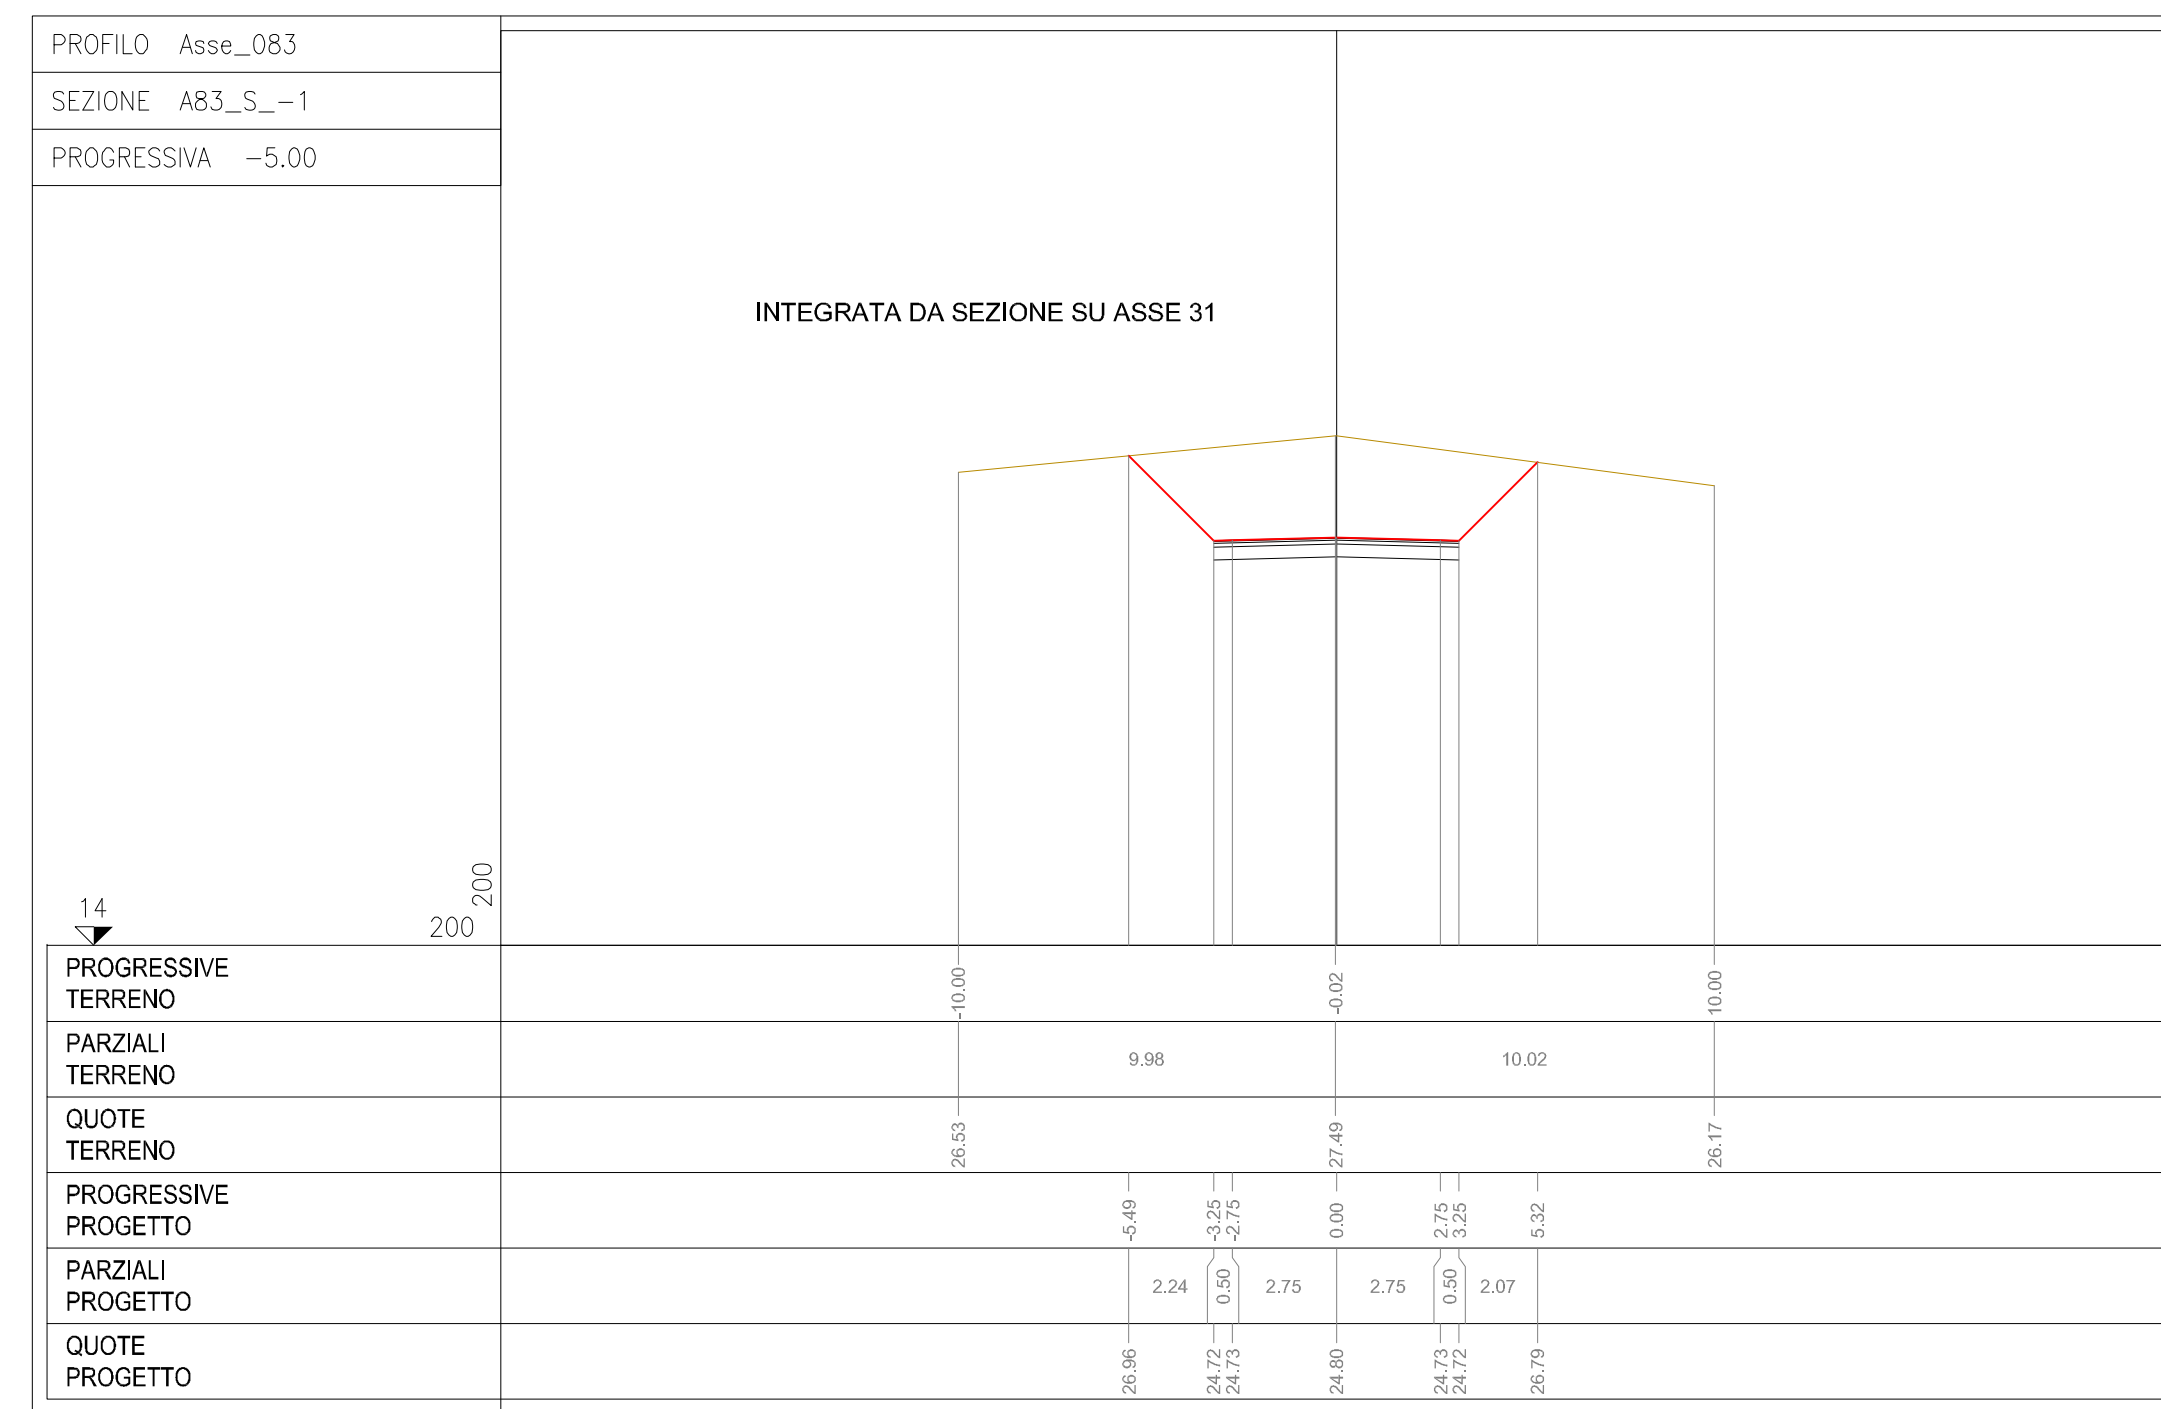 PROFILO Asse_083
SEZIONE A83_S_-1
PROGRESSIVA -5.00
INTEGRATA DA SEZIONE SU ASSE 31
200
14
200
PROGRESSIVE
TERRENO
-10.00 -0.02 10.00
PARZIALI
TERRENO
9.98 10.02
QUOTE
TERRENO
26.53 27.49 26.17
PROGRESSIVE
PROGETTO
-5.49 -3.25 -2.75 0.00 2.75 3.25 5.32
PARZIALI
PROGETTO
2.24 0.50 2.75 2.75 0.50 2.07
QUOTE
PROGETTO
26.96 24.72 24.73 24.80 24.73 24.72 26.79